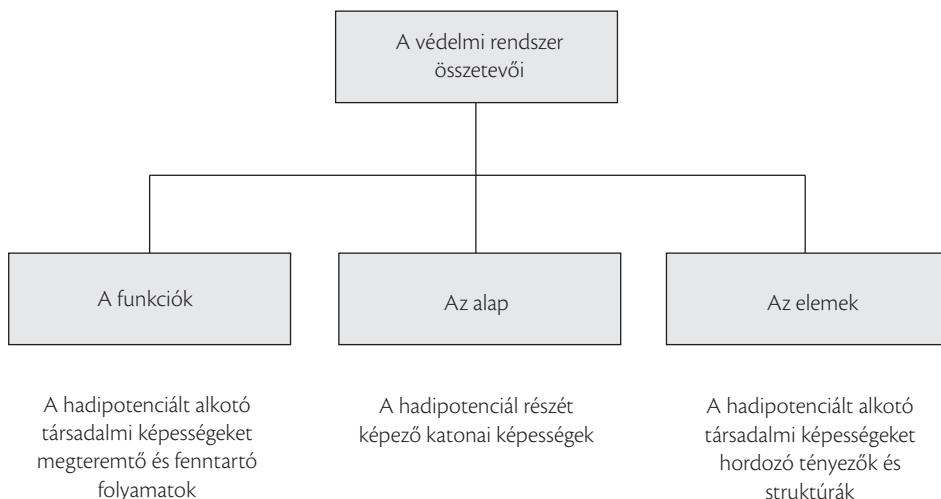 A védelmi rendszer
összetevői
A funkciók
Az alap
Az elemek
A hadipotenciált alkotó
társadalmi képességeket
megteremtő és fenntartó
folyamatok
A hadipotenciál részét
képező katonai képességek
A hadipotenciált alkotó
társadalmi képességeket
hordozó tényezők és
struktúrák